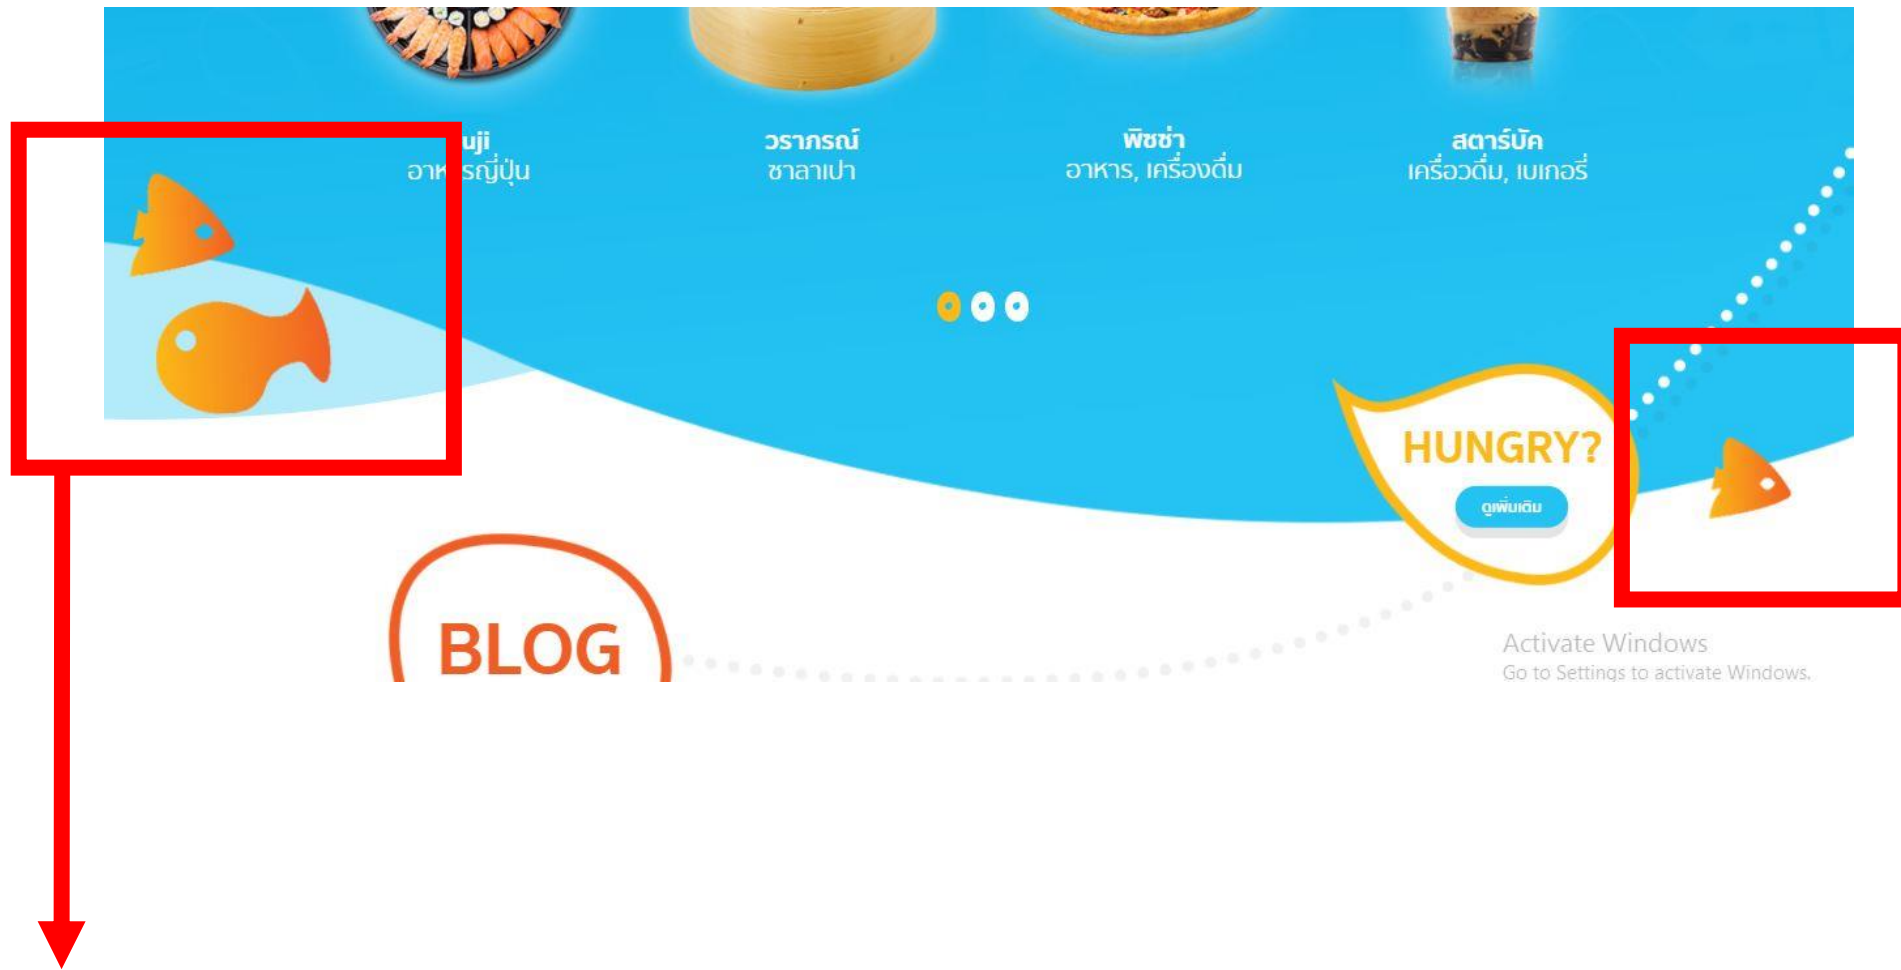 uji
อาหารญี่ปุ่น
วราภรณ์
ซาลาเปา
พิซซ่า
อาหาร, เครื่องดื่ม
สตาร์บัค
เครื่อวดื่ม, เบเกอรี่
HUNGRY?
ดูเพิ่มเติม
BLOG
Activate Windows
Go to Settings to activate Windows.